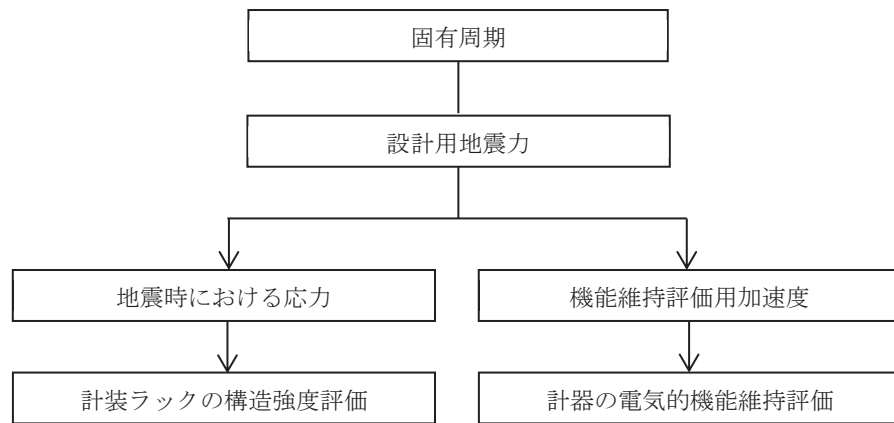 固有周期
設計用地震力
地震時における応力
機能維持評価用加速度
計装ラックの構造強度評価
計器の電気的機能維持評価